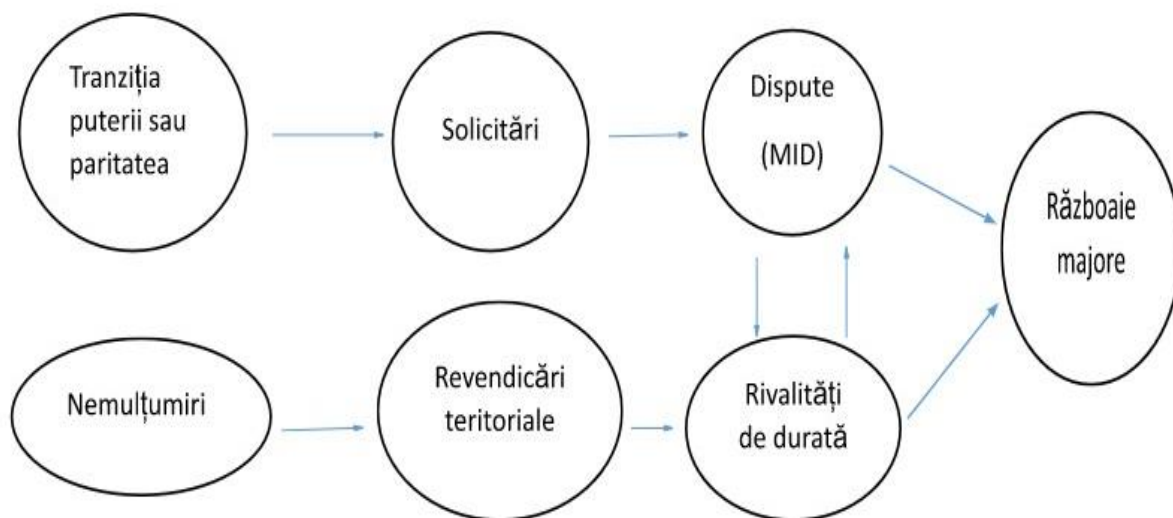 Tranziția
puterii sau
paritatea
Solicitări
Dispute
(MID)
Războaie
majore
Nemulțumiri
Revendicări
teritoriale
Rivalități
de durată